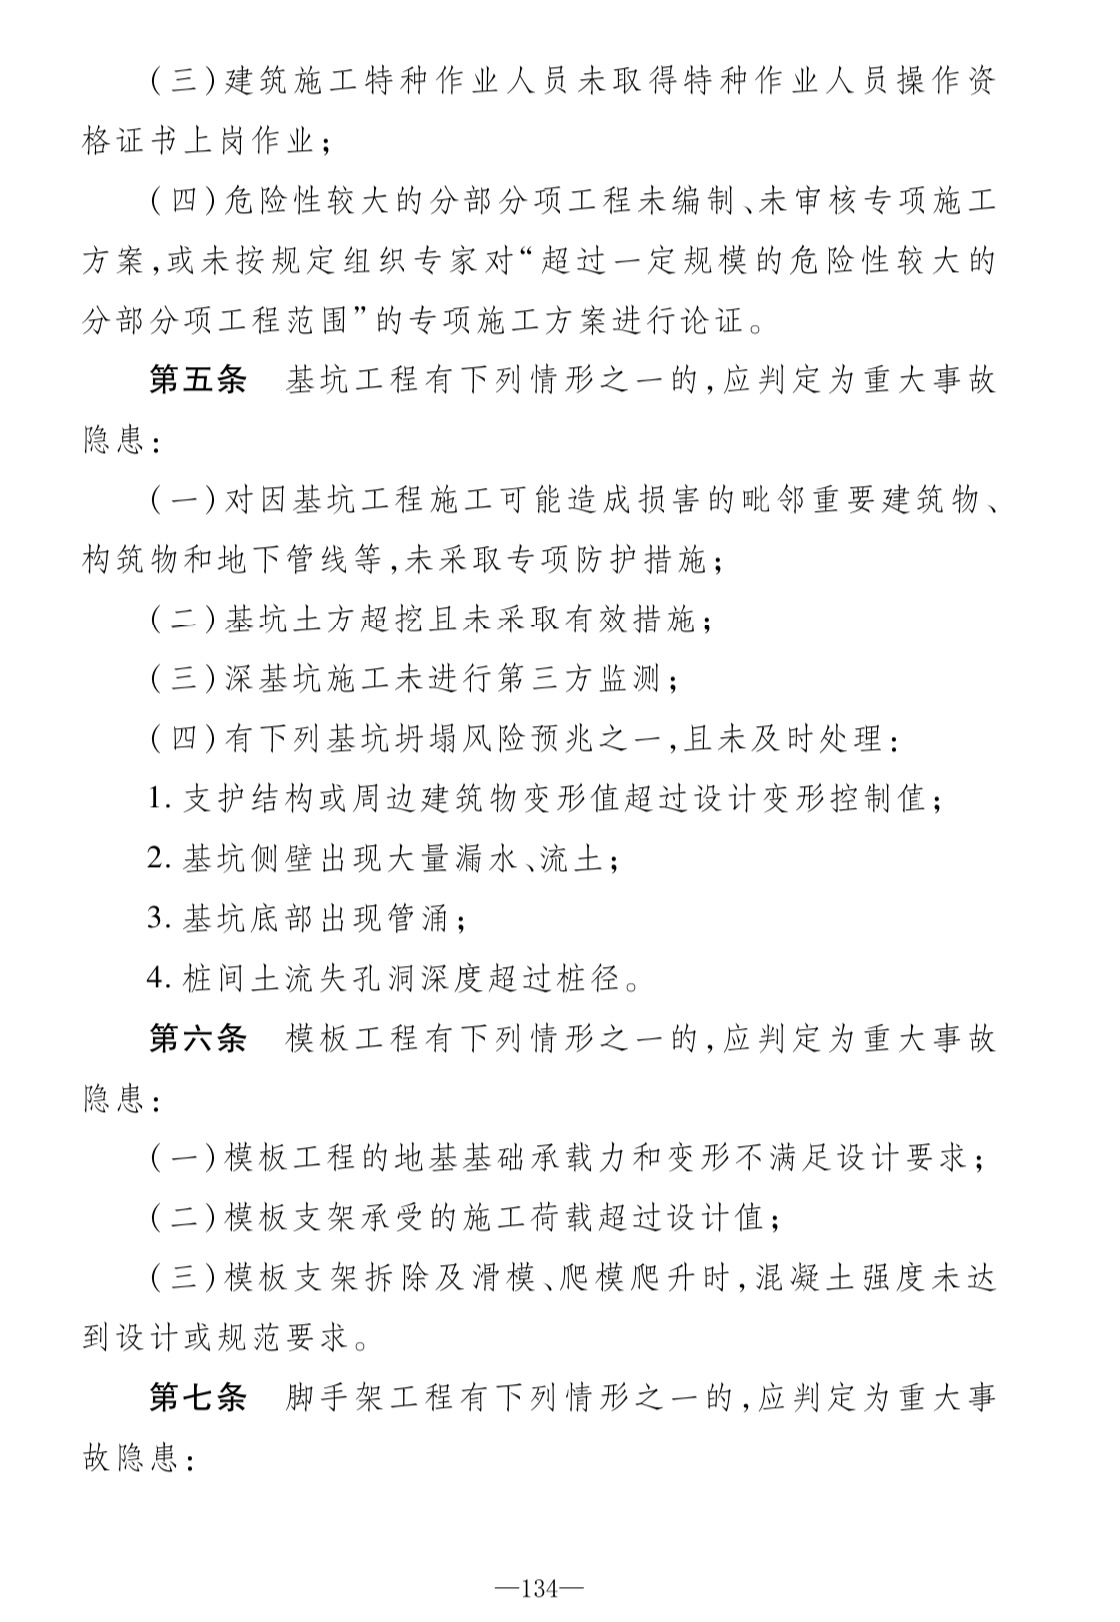 (三)建筑施工特种作业人员未取得特种作业人员操作资
格证书上岗作业;
(四)危险性较大的分部分项工程未编制、未审核专项施工
方案,或未按规定组织专家对“超过一定规模的危险性较大的
分部分项工程范围”的专项施工方案进行论证。
第五条 基坑工程有下列情形之一的,应判定为重大事故
隐患:
(一)对因基坑工程施工可能造成损害的毗邻重要建筑物、
构筑物和地下管线等,未采取专项防护措施;
(二)基坑土方超挖且未采取有效措施;
(三)深基坑施工未进行第三方监测;
(四)有下列基坑坍塌风险预兆之一,且未及时处理:
1. 支护结构或周边建筑物变形值超过设计变形控制值;
2. 基坑侧壁出现大量漏水、流土;
3. 基坑底部出现管涌;
4. 桩间土流失孔洞深度超过桩径。
第六条 模板工程有下列情形之一的,应判定为重大事故
隐患:
(一)模板工程的地基基础承载力和变形不满足设计要求;
(二)模板支架承受的施工荷载超过设计值;
(三)模板支架拆除及滑模、爬模爬升时,混凝土强度未达
到设计或规范要求。
第七条 脚手架工程有下列情形之一的,应判定为重大事
故隐患:
—134—